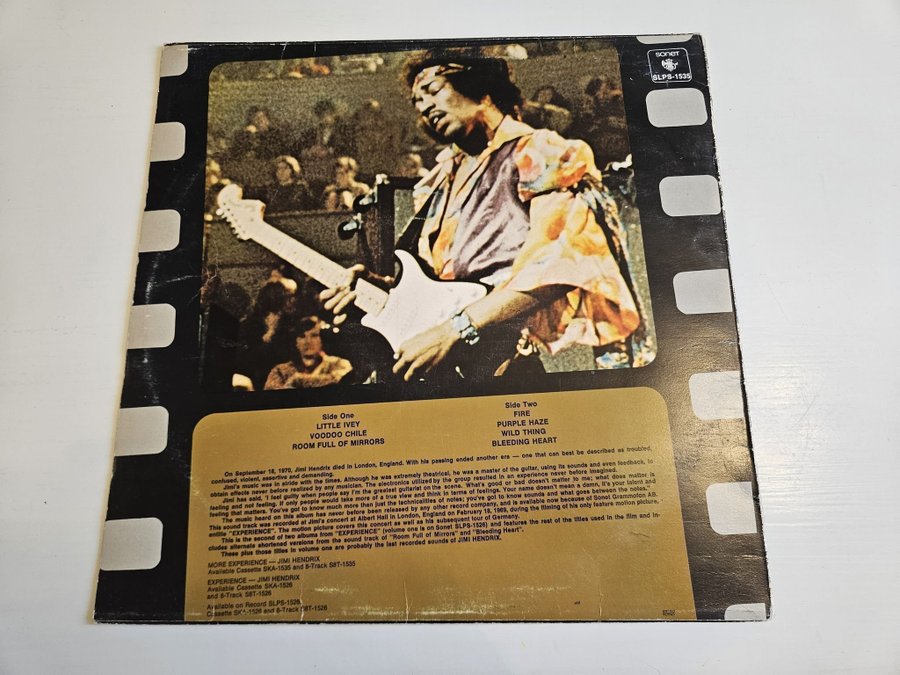 SONET
SLPS-1535
Side One
LITTLE IVEY
VOODOO CHILE
ROOM FULL OF MIRRORS
Side Two
FIRE
PURPLE HAZE
WILD THING
BLEEDING HEART
On September 18, 1970, Jimi Hendrix died in London, England. With his passing ended another era — one that can best be described as troubled,
confused, violent, assertive and demanding.
Jimi's music was in stride with the times. Although he was extremely theatrical, he was a master of the guitar, using its sounds and even feedback, to
obtain effects never before realized by any musician. The electronics utilized by the group resulted in an experience never before imagined.
Jimi has said, "I feel guilty when people say I'm the greatest guitarist on the scene. What's good or bad doesn't matter to me; what does matter is
feeling and not feeling. If only people would take more of a true view and think in terms of feelings. Your name doesn't mean a damn, it's your talent and
feeling that matters. You've got to know much more than just the technicalities of notes; you've got to know sounds and what goes between the notes."
The music heard on this album has never before been released by any other record company and is available now because of Sonet Grammofon AB.
This sound track was recorded at Jimi's concert at Albert Hall in London, England on February 18, 1969, during the filming of his only feature motion picture,
entitle "EXPERIENCE". The motion picture covers this concert as well as his subsequent tour of Germany.
This is the second of two albums from "EXPERIENCE" (volume one is on Sonet SLPS-1526) and features the rest of the titles used in the film and in-
cludes alternate shortened versions from the sound track of "Room Full of Mirrors" and "Bleeding Heart".
These plus those titles in volume one are probably the last recorded sounds of JIMI HENDRIX.
MORE EXPERIENCE — JIMI HENDRIX
Available Cassette SKA-1535 and 8-Track S8T-1535
EXPERIENCE - JIMI HENDRIX
Available Cassette SKA-1526
and 8-Track S8T-1526
Available on Record SLPS-1526,
Cassette SKA-1526 and 8-Track S8T-1526